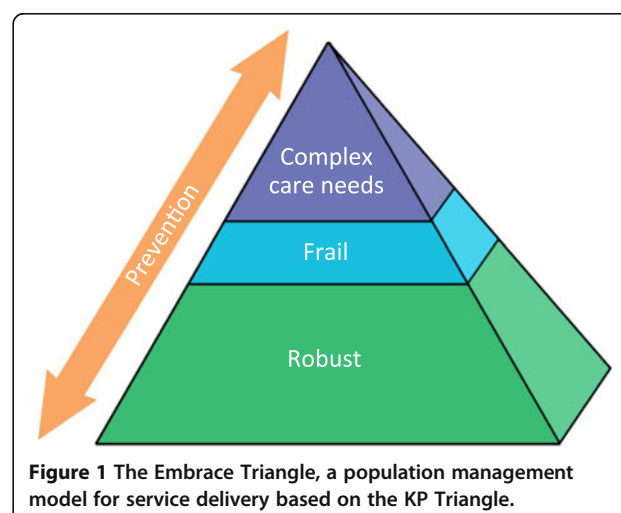 Complex
care needs
Prevention
Frail
Robust
Figure 1 The Embrace Triangle, a population management
model for service delivery based on the KP Triangle.